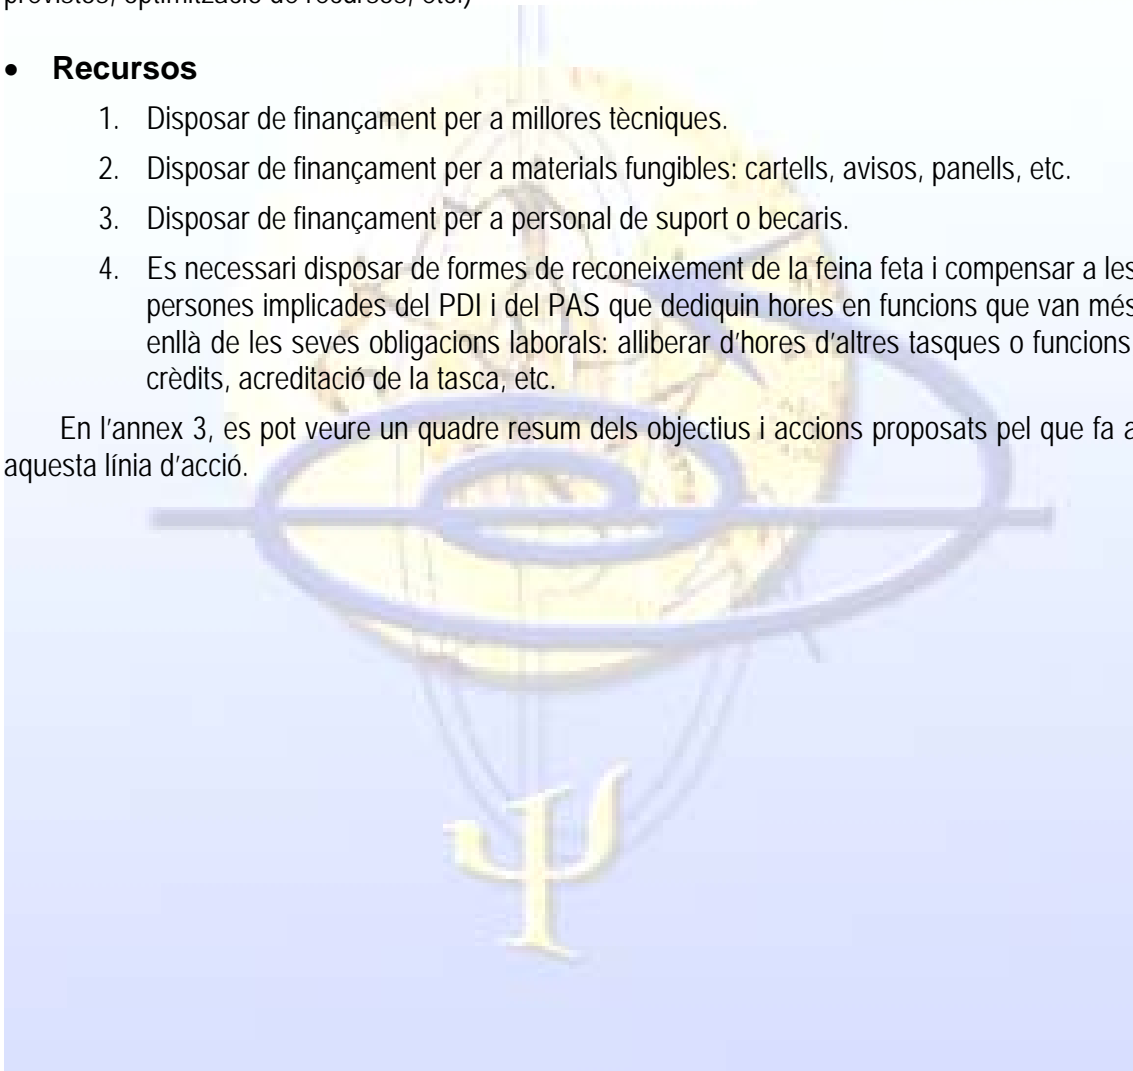 previstes, optimització de recursos, etc.)
• Recursos
1. Disposar de finançament per a millores tècniques.
2. Disposar de finançament per a materials fungibles: cartells, avisos, panells, etc.
3. Disposar de finançament per a personal de suport o becaris.
4. Es necessari disposar de formes de reconeixement de la feina feta i compensar a les
persones implicades del PDI i del PAS que dediquin hores en funcions que van més
enllà de les seves obligacions laborals: alliberar d'hores d'altres tasques o funcions
crèdits, acreditació de la tasca, etc.
En l'annex 3, es pot veure un quadre resum dels objectius i accions proposats pel que fa a
aquesta línia d'acció.
Ψ